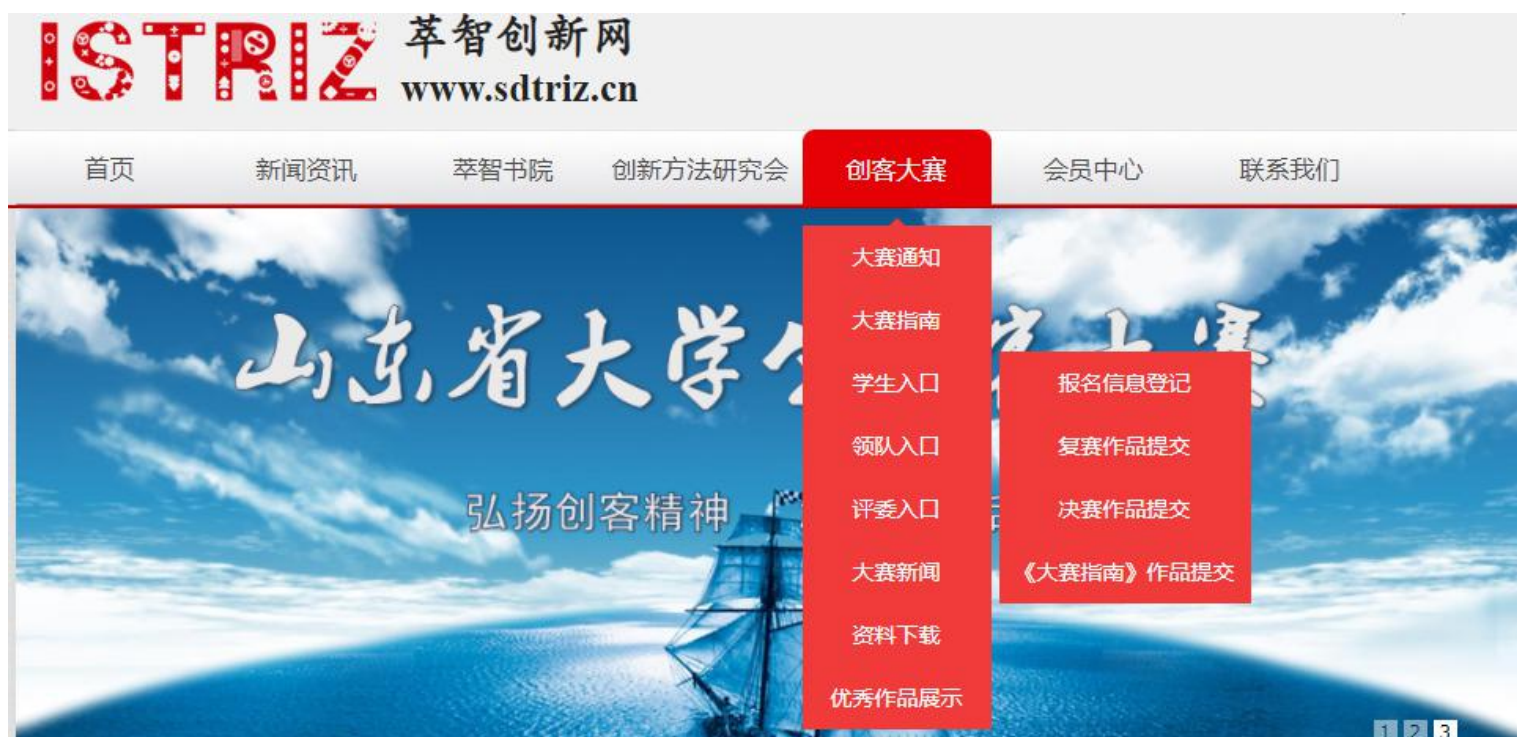 ISTRIZ
萃智创新网
www.sdtriz.cn
首页 新闻资讯 萃智书院 创新方法研究会 创客大赛 会员中心 联系我们
大赛通知
大赛指南
学生入口
领队入口
评委入口
大赛新闻
资料下载
优秀作品展示
报名信息登记
复赛作品提交
决赛作品提交
《大赛指南》作品提交
山东省大学
大赛
弘扬创客精神
1 2 3